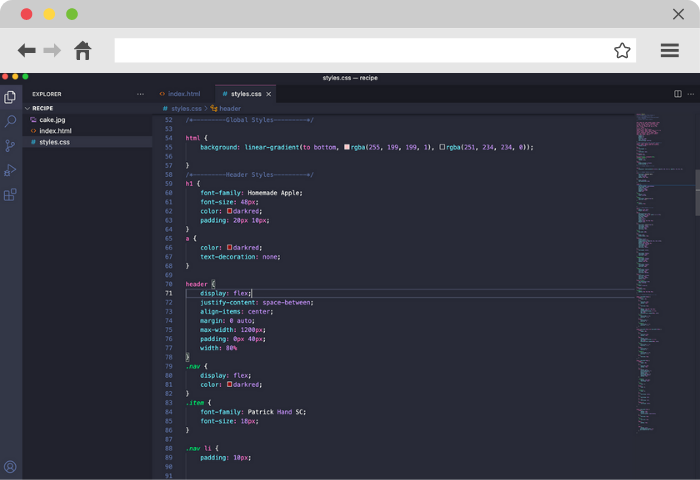 styles.css — recipe
EXPLORER
RECIPE
cake.jpg
index.html
styles.css
index.html
styles.css
styles.css > header
52 /*----------Global Styles----------*/
53
54 html {
55 background: linear-gradient(to bottom, rgba(255, 199, 199, 1), rgba(251, 234, 234, 0));
56
57 }
58 /*----------Header Styles----------*/
59 h1 {
60 font-family: Homemade Apple;
61 font-size: 48px;
62 color: darkred;
63 padding: 20px 10px;
64 }
65 a {
66 color: darkred;
67 text-decoration: none;
68 }
69
70 header {
71 display: flex;
72 justify-content: space-between;
73 align-items: center;
74 margin: 0 auto;
75 max-width: 1200px;
76 padding: 0px 40px;
77 width: 80%
78 }
79 .nav {
80 display: flex;
81 color: darkred;
82 }
83 .item {
84 font-family: Patrick Hand SC;
85 font-size: 18px;
86 }
87
88 .nav li {
89 padding: 10px;
90
91